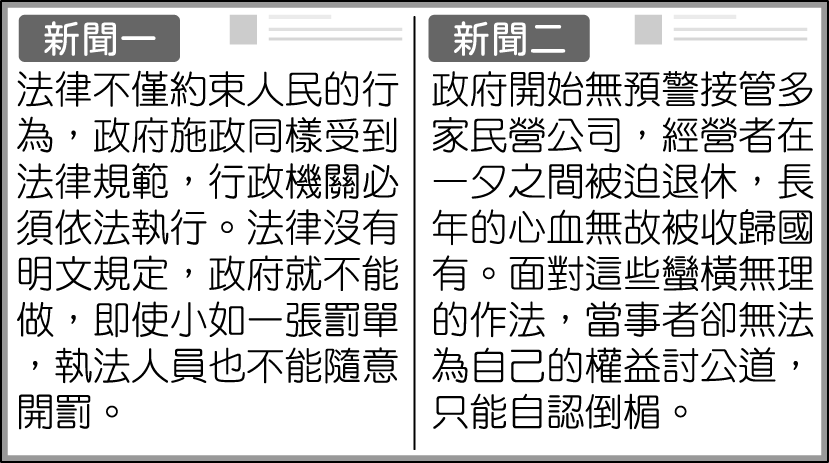 新聞一
法律不僅約束人民的行
為，政府施政同樣受到
法律規範，行政機關必
須依法執行。法律沒有
明文規定，政府就不能
做，即使小如一張罰單
，執法人員也不能隨意
開罰。
新聞二
政府開始無預警接管多
家民營公司，經營者在
一夕之間被迫退休，長
年的心血無故被收歸國
有。面對這些蠻橫無理
的作法，當事者卻無法
為自己的權益討公道，
只能自認倒楣。